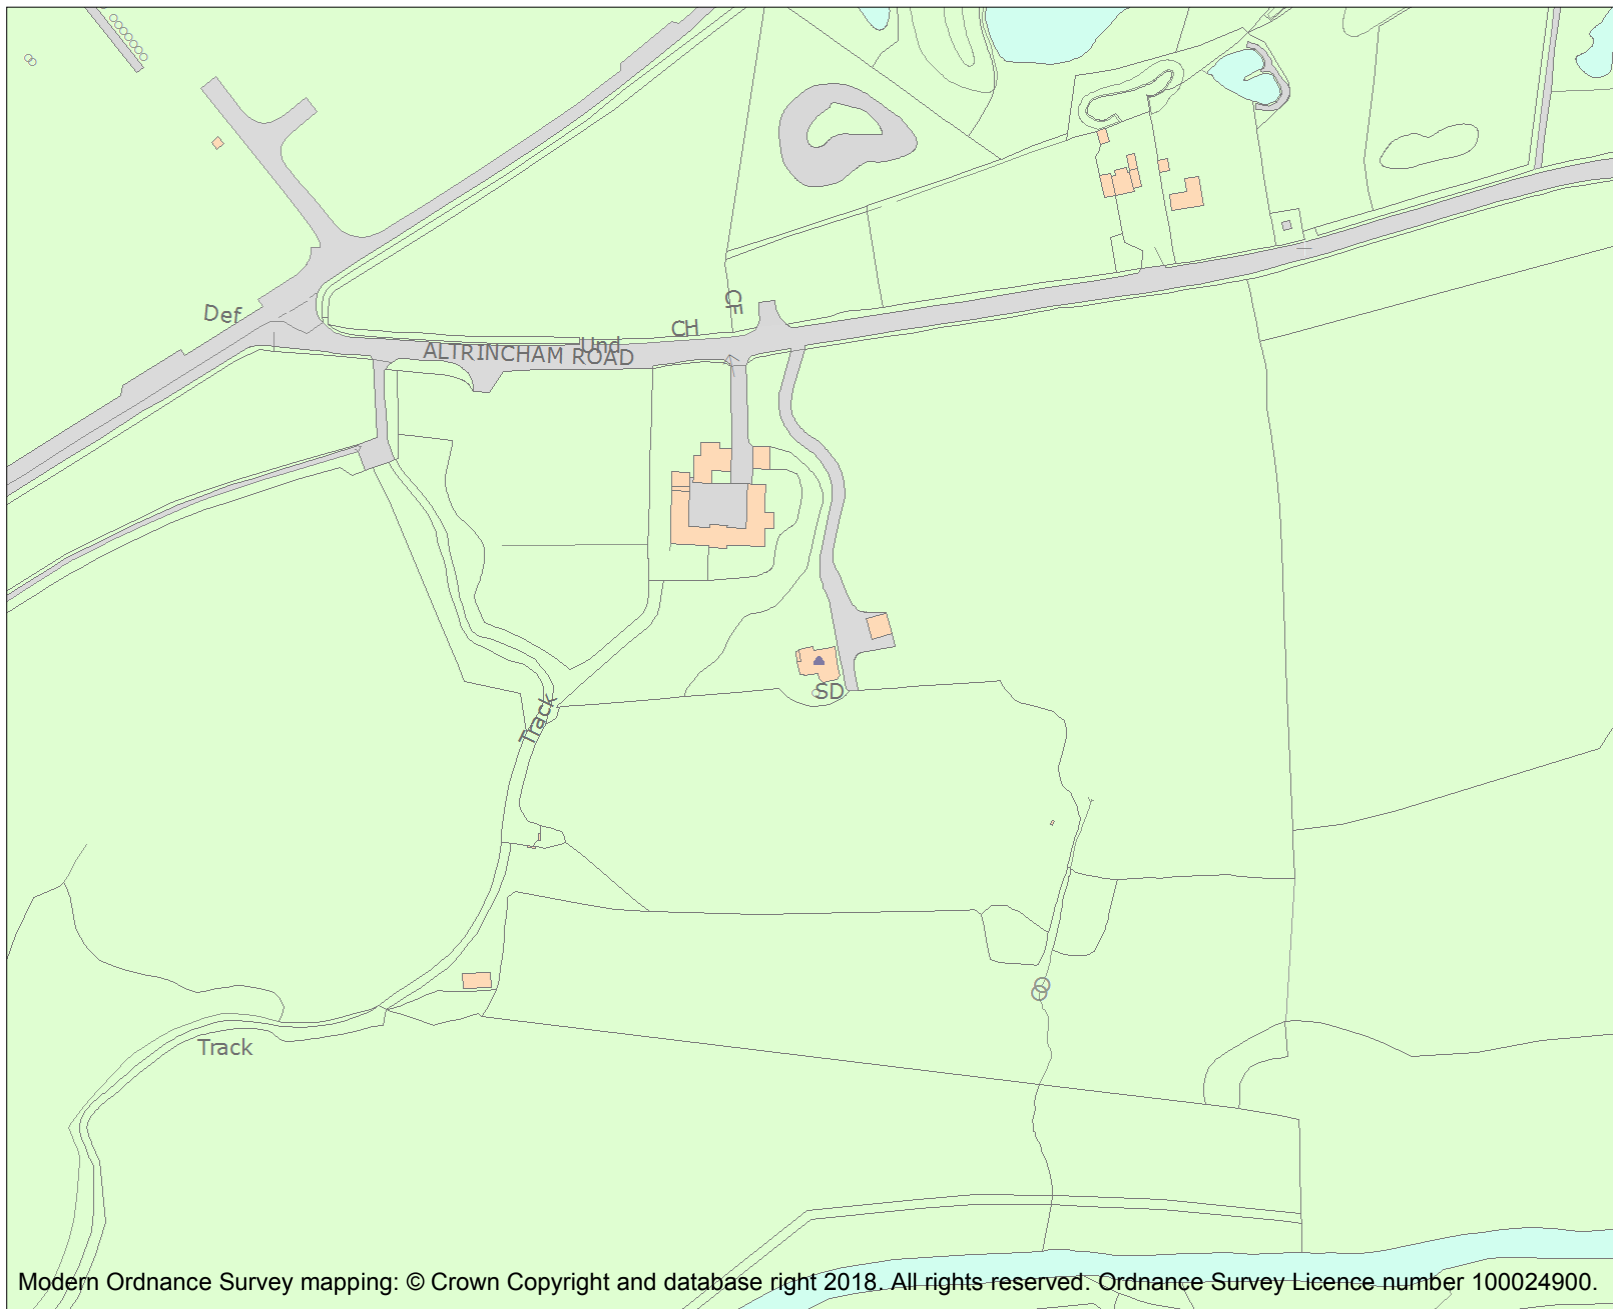 Def
CF
CH
Und
ALTRINCHAM ROAD
SD
Track
Track
Modern Ordnance Survey mapping: © Crown Copyright and database right 2018. All rights reserved. Ordnance Survey Licence number 100024900.